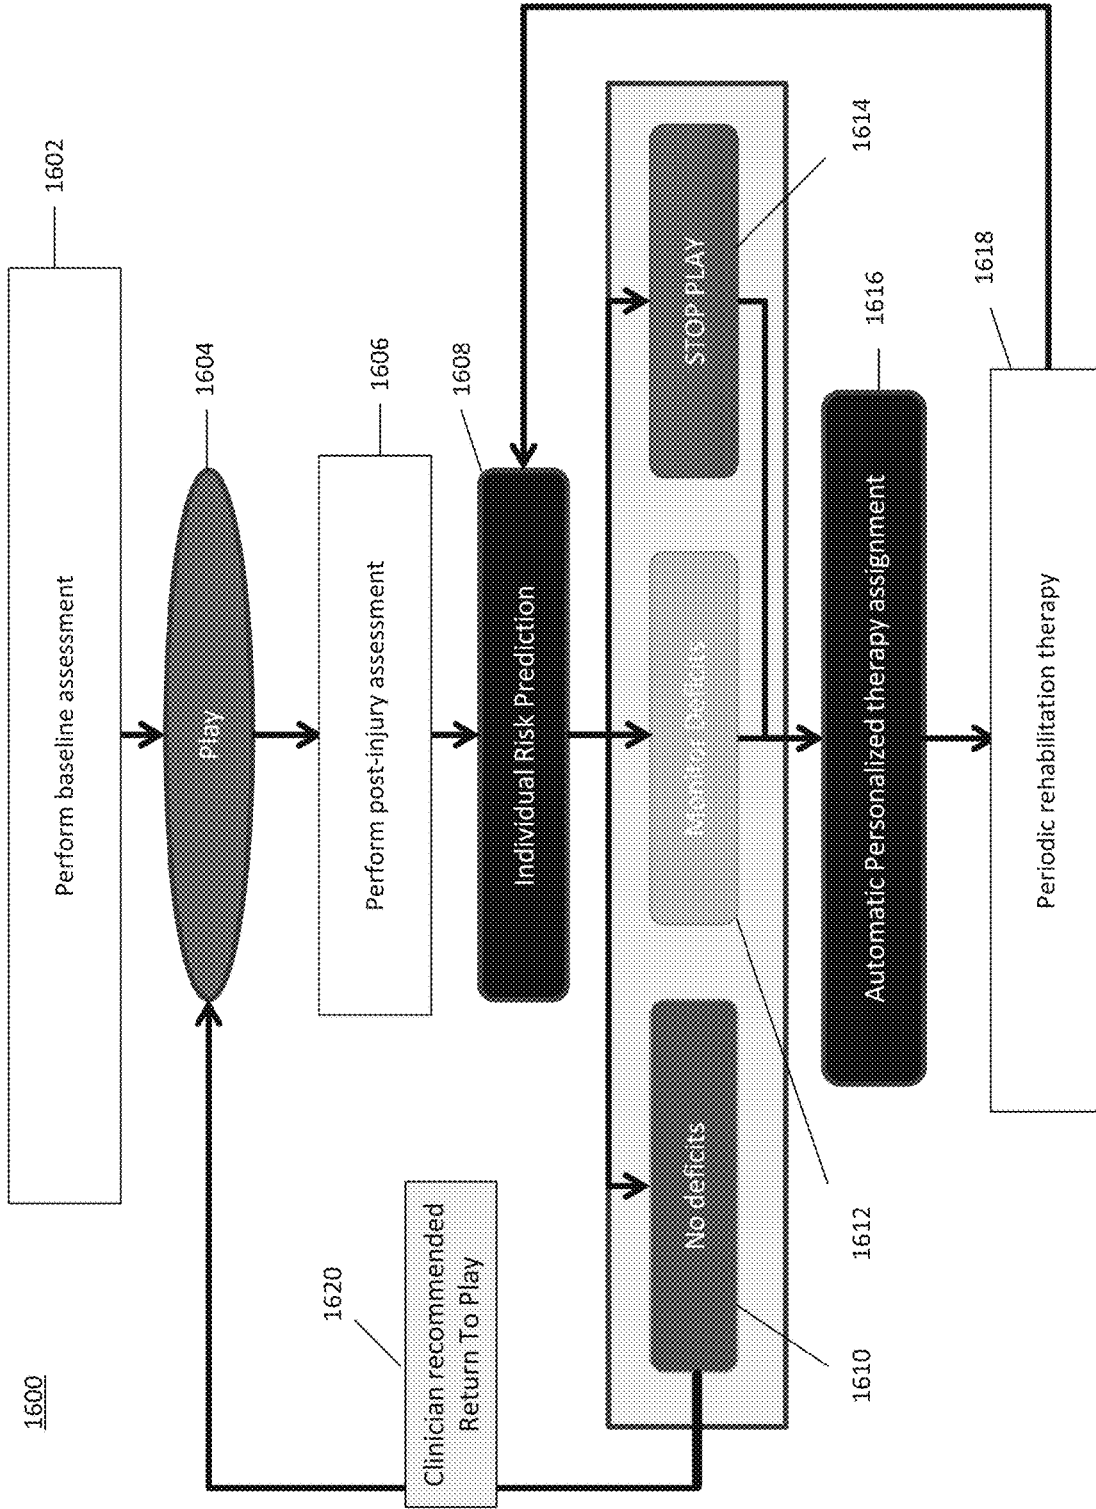 1600
Perform baseline assessment
1602
Play
1604
Perform post-injury assessment
1606
Individual Risk Prediction
1608
Clinician recommended
Return To Play
1620
No deficits
1610
Monitor deficits
1612
STOP PLAY
1614
Automatic Personalized therapy assignment
1616
Periodic rehabilitation therapy
1618